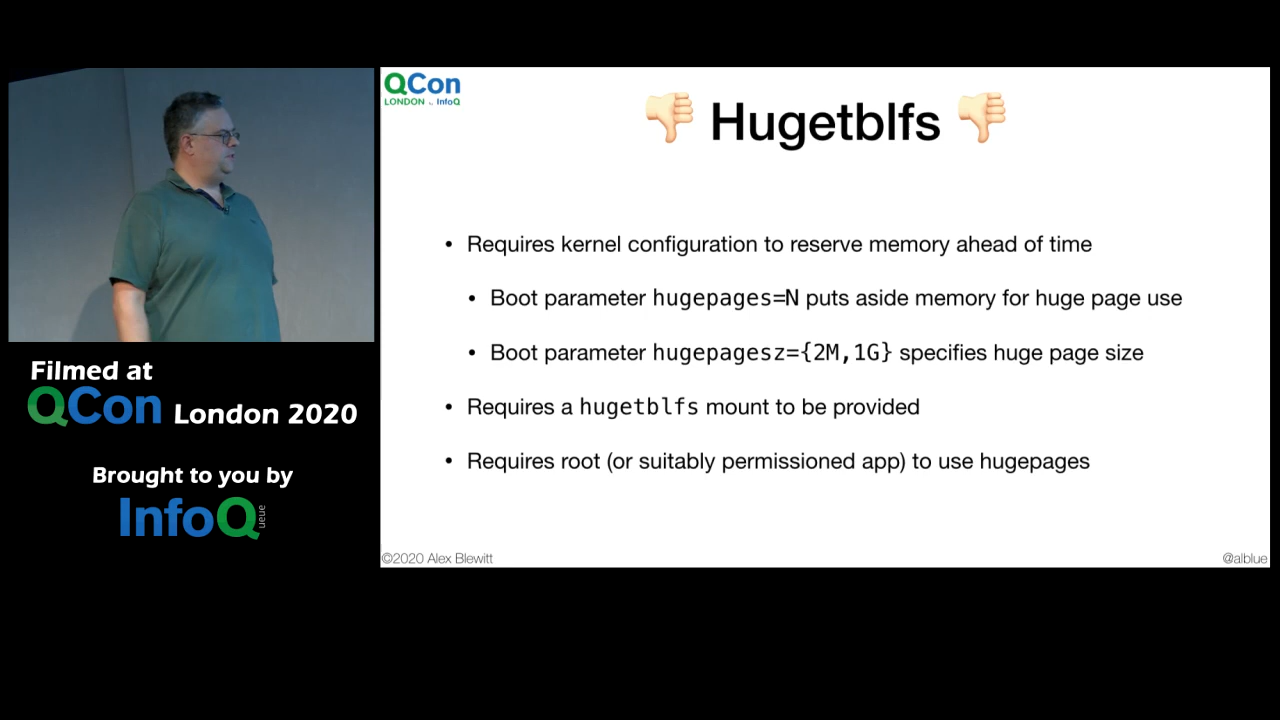 QCon
LONDON by InfoQ
Hugetblfs
Requires kernel configuration to reserve memory ahead of time
Boot parameter hugepages=N puts aside memory for huge page use
Boot parameter hugepagesz={2M,1G} specifies huge page size
Requires a hugetblfs mount to be provided
Requires root (or suitably permissioned app) to use hugepages
©2020 Alex Blewitt
@alblue
Filmed at
QCon London 2020
Brought to you by
InfoQueue